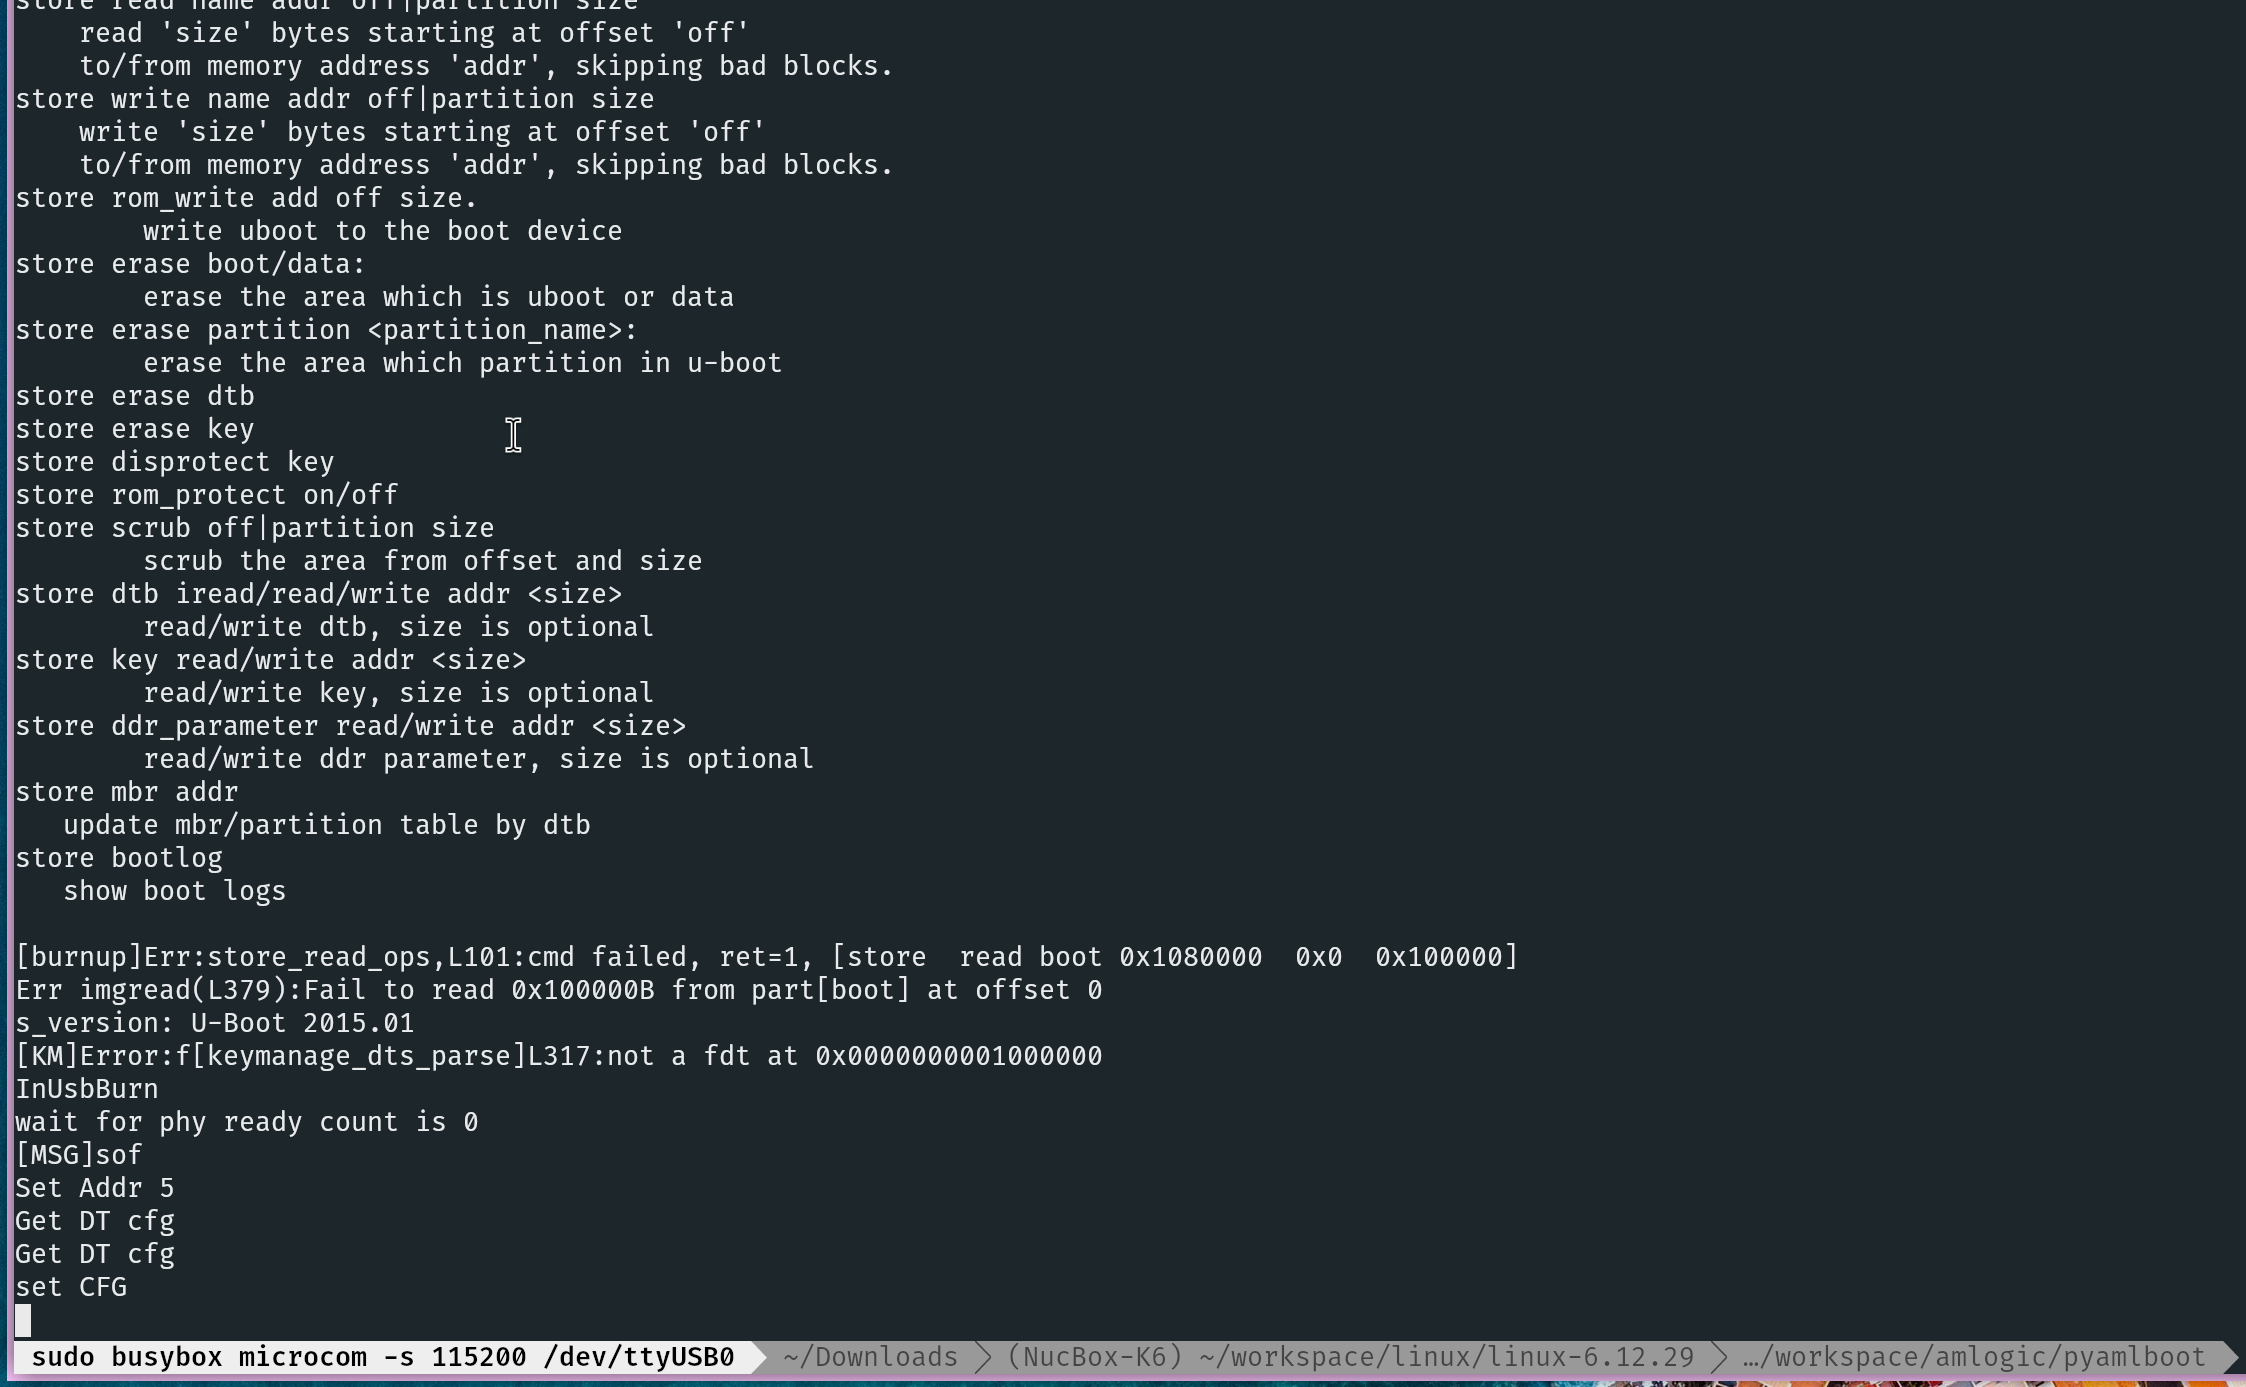 store read name addr off|partition size
    read 'size' bytes starting at offset 'off'
    to/from memory address 'addr', skipping bad blocks.
store write name addr off|partition size
    write 'size' bytes starting at offset 'off'
    to/from memory address 'addr', skipping bad blocks.
store rom_write add off size.
        write uboot to the boot device
store erase boot/data:
        erase the area which is uboot or data
store erase partition <partition_name>:
        erase the area which partition in u-boot
store erase dtb
store erase key
store disprotect key
store rom_protect on/off
store scrub off|partition size
        scrub the area from offset and size
store dtb iread/read/write addr <size>
        read/write dtb, size is optional
store key read/write addr <size>
        read/write key, size is optional
store ddr_parameter read/write addr <size>
        read/write ddr parameter, size is optional
store mbr addr
   update mbr/partition table by dtb
store bootlog
   show boot logs

[burnup]Err:store_read_ops,L101:cmd failed, ret=1, [store  read boot 0x1080000  0x0  0x100000]
Err imgread(L379):Fail to read 0x100000B from part[boot] at offset 0
s_version: U-Boot 2015.01
[KM]Error:f[keymanage_dts_parse]L317:not a fdt at 0x0000000001000000
InUsbBurn
wait for phy ready count is 0
[MSG]sof
Set Addr 5
Get DT cfg
Get DT cfg
set CFG
sudo busybox microcom -s 115200 /dev/ttyUSB0 ~/Downloads (NucBox-K6) ~/workspace/linux/linux-6.12.29 …/workspace/amlogic/pyamlboot